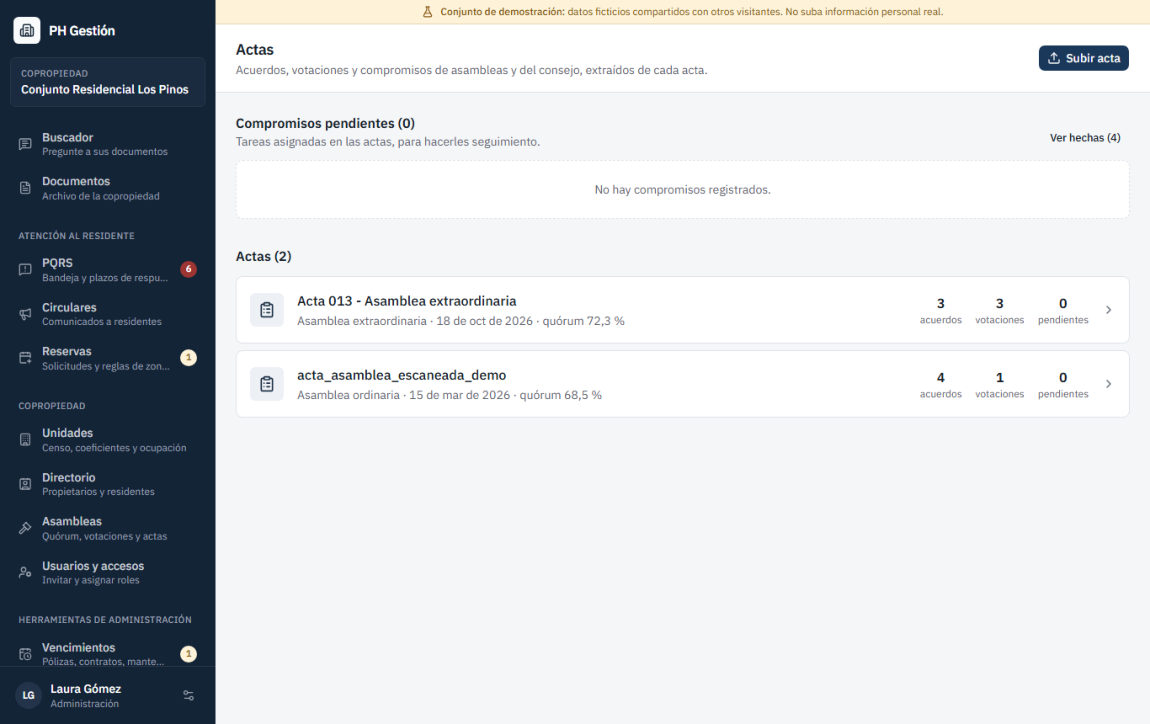 Conjunto de demostración: datos ficticios compartidos con otros visitantes. No suba información personal real.
PH Gestión
COPROPIEDAD
Conjunto Residencial Los Pinos
Buscador
Pregunte a sus documentos
Documentos
Archivo de la copropiedad
ATENCIÓN AL RESIDENTE
PQRS
Bandeja y plazos de respu...
6
Circulares
Comunicados a residentes
Reservas
Solicitudes y reglas de zon...
1
COPROPIEDAD
Unidades
Censo, coeficientes y ocupación
Directorio
Propietarios y residentes
Asambleas
Quórum, votaciones y actas
Usuarios y accesos
Invitar y asignar roles
HERRAMIENTAS DE ADMINISTRACIÓN
Vencimientos
Pólizas, contratos, mante...
1
LG
Laura Gómez
Administración
Actas
Acuerdos, votaciones y compromisos de asambleas y del consejo, extraídos de cada acta.
Subir acta
Compromisos pendientes (0)
Tareas asignadas en las actas, para hacerles seguimiento.
Ver hechas (4)
No hay compromisos registrados.
Actas (2)
Acta 013 - Asamblea extraordinaria
Asamblea extraordinaria · 18 de oct de 2026 · quórum 72,3 %
3 3 0
acuerdos votaciones pendientes
acta_asamblea_escaneada_demo
Asamblea ordinaria · 15 de mar de 2026 · quórum 68,5 %
4 1 0
acuerdos votaciones pendientes